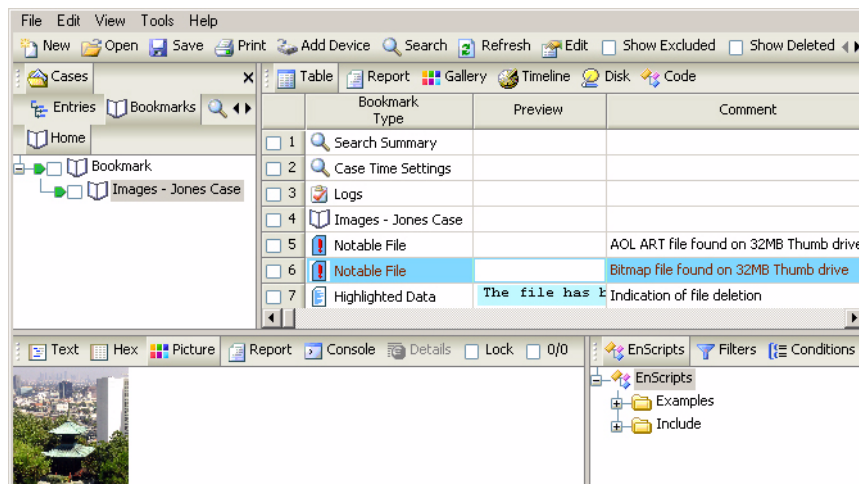 File Edit View Tools Help
New Open Save Print Add Device Search Refresh Edit Show Excluded Show Deleted
Cases
Table Report Gallery Timeline Disk Code
Entries Bookmarks
Home
Bookmark Type Preview Comment
Bookmark
Images - Jones Case
1 Search Summary
2 Case Time Settings
3 Logs
4 Images - Jones Case
5 Notable File AOL ART file found on 32MB Thumb drive
6 Notable File Bitmap file found on 32MB Thumb drive
7 Highlighted Data The file has Indication of file deletion
Text Hex Picture Report Console Details Lock 0/0
EnScripts Filters Conditions
EnScripts
Examples
Include